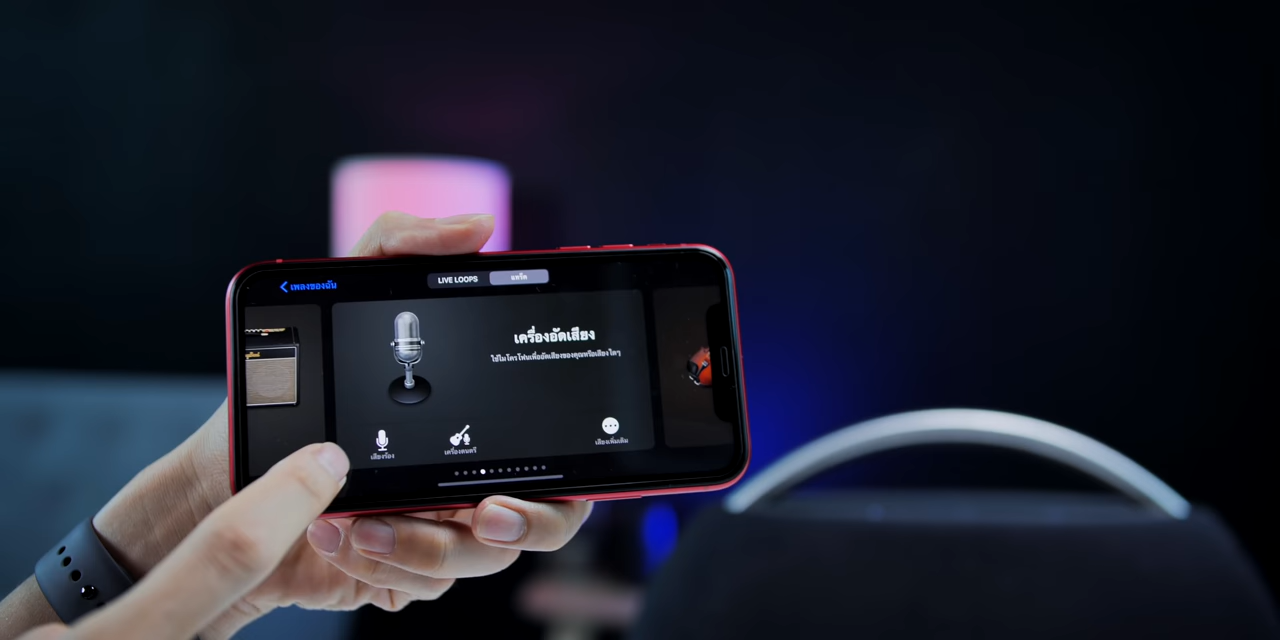 เพลงของฉัน
LIVE LOOPS
แทร็ค
เครื่องอัดเสียง
ใช้ไมโครโฟนเพื่ออัดเสียงของคุณหรือเสียงใดๆ
เสียงร้อง
เครื่องดนตรี
เสียงเพิ่มเติม